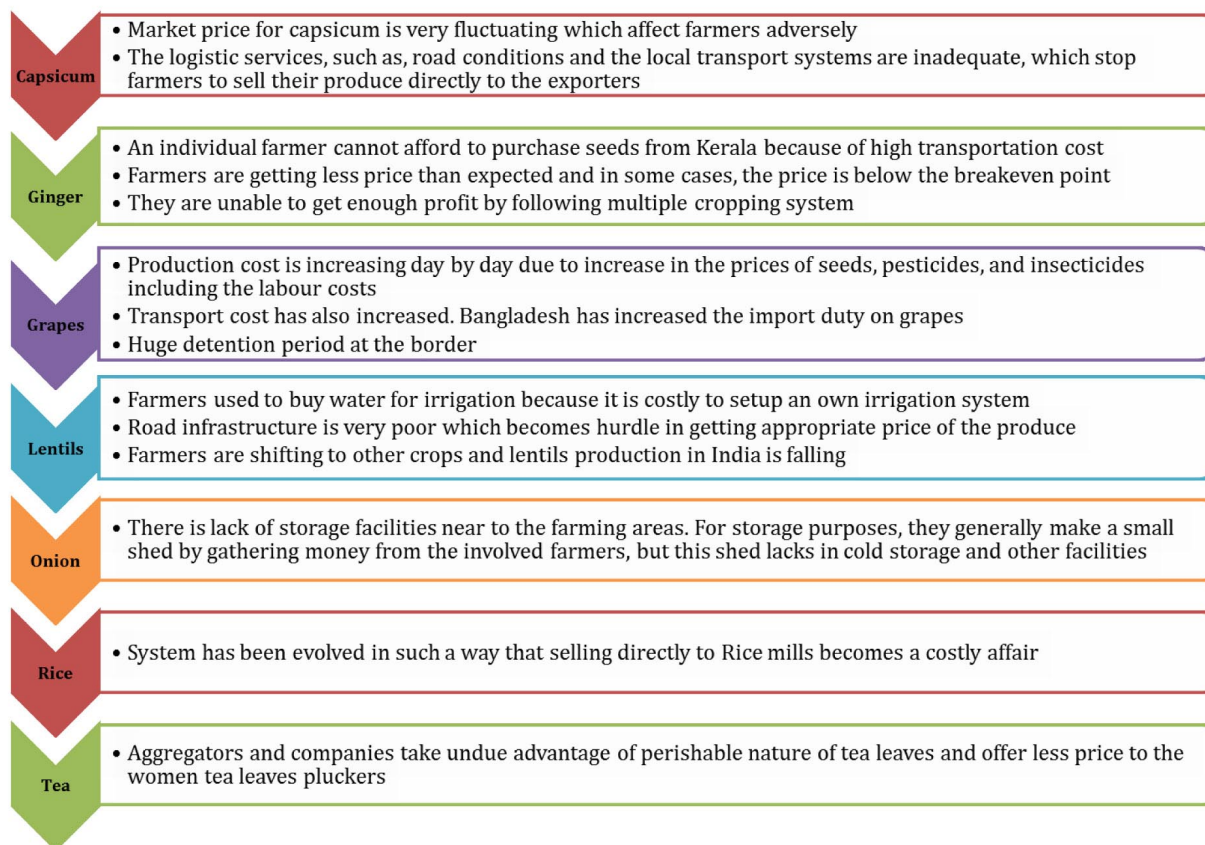 Capsicum
• Market price for capsicum is very fluctuating which affect farmers adversely
• The logistic services, such as, road conditions and the local transport systems are inadequate, which stop
farmers to sell their produce directly to the exporters
Ginger
• An individual farmer cannot afford to purchase seeds from Kerala because of high transportation cost
• Farmers are getting less price than expected and in some cases, the price is below the breakeven point
• They are unable to get enough profit by following multiple cropping system
Grapes
• Production cost is increasing day by day due to increase in the prices of seeds, pesticides, and insecticides
including the labour costs
• Transport cost has also increased. Bangladesh has increased the import duty on grapes
• Huge detention period at the border
Lentils
• Farmers used to buy water for irrigation because it is costly to setup an own irrigation system
• Road infrastructure is very poor which becomes hurdle in getting appropriate price of the produce
• Farmers are shifting to other crops and lentils production in India is falling
Onion
• There is lack of storage facilities near to the farming areas. For storage purposes, they generally make a small
shed by gathering money from the involved farmers, but this shed lacks in cold storage and other facilities
Rice
• System has been evolved in such a way that selling directly to Rice mills becomes a costly affair
Tea
• Aggregators and companies take undue advantage of perishable nature of tea leaves and offer less price to the
women tea leaves pluckers